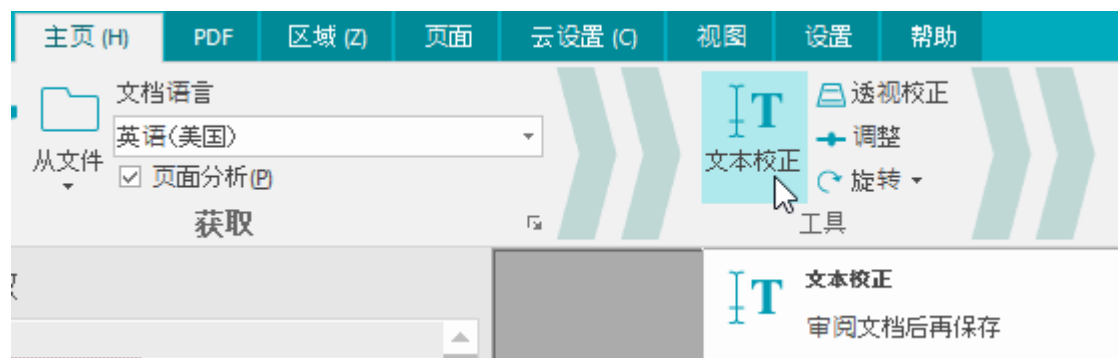 主页 (H) PDF 区域 (Z) 页面 云设置 (C) 视图 设置 帮助
从文件
文档语言
英语(美国)
页面分析(P)
获取
T
文本校正
透视校正
调整
旋转
工具
T
文本校正
审阅文档后再保存